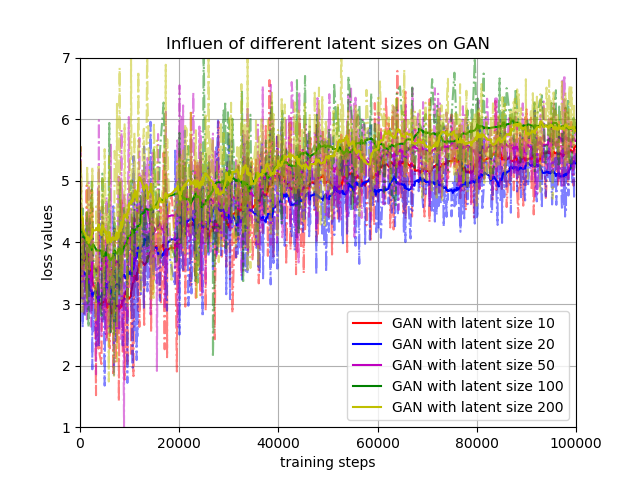 Influen of different latent sizes on GAN
loss values
7
6
5
4
3
2
1
0
20000
40000
60000
80000
100000
training steps
GAN with latent size 10
GAN with latent size 20
GAN with latent size 50
GAN with latent size 100
GAN with latent size 200